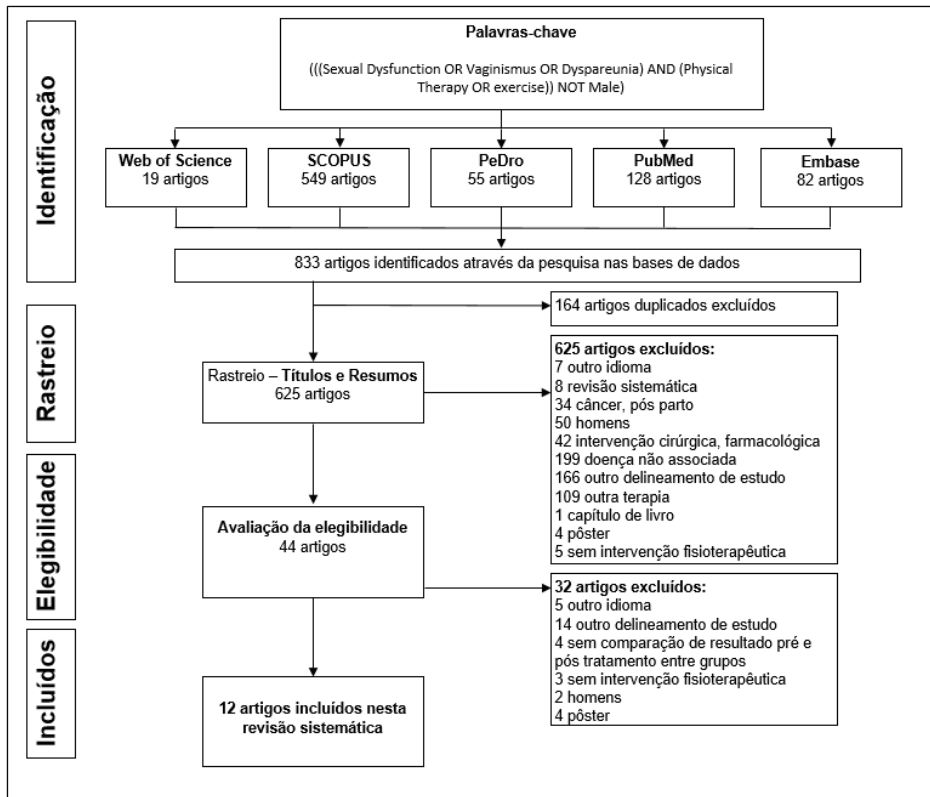 Identificação
Palavras-chave
(((Sexual Dysfunction OR Vaginismus OR Dyspareunia) AND (Physical
Therapy OR exercise)) NOT Male)
Web of Science
19 artigos
SCOPUS
549 artigos
PeDro
55 artigos
PubMed
128 artigos
Embase
82 artigos
833 artigos identificados através da pesquisa nas bases de dados
Rastreio
164 artigos duplicados excluídos
Rastreio – Títulos e Resumos
625 artigos
625 artigos excluídos:
7 outro idioma
8 revisão sistemática
34 câncer, pós parto
50 homens
42 intervenção cirúrgica, farmacológica
199 doença não associada
166 outro delineamento de estudo
109 outra terapia
1 capítulo de livro
4 pôster
5 sem intervenção fisioterapêutica
Elegibilidade
Avaliação da elegibilidade
44 artigos
32 artigos excluídos:
5 outro idioma
14 outro delineamento de estudo
4 sem comparação de resultado pré e
pós tratamento entre grupos
3 sem intervenção fisioterapêutica
2 homens
4 pôster
Incluídos
12 artigos incluídos nesta
revisão sistemática